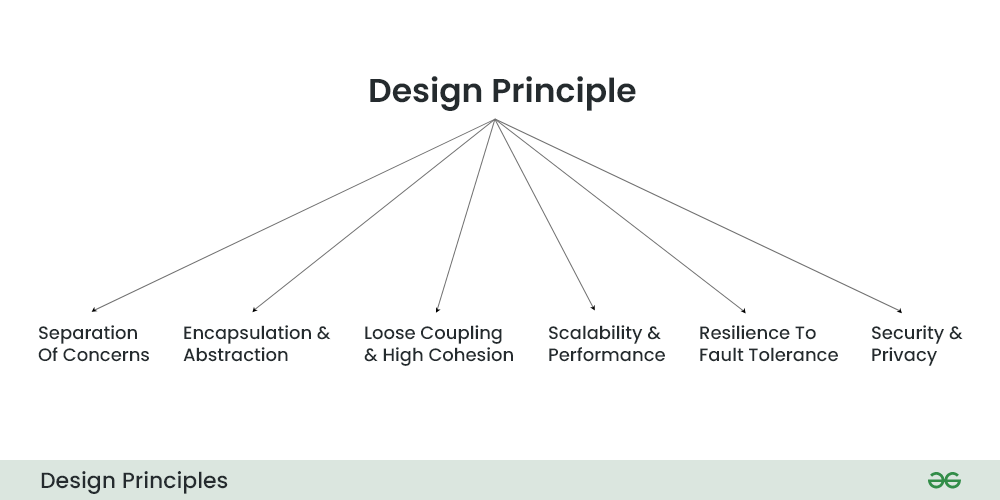 Design Principle
Separation
Of Concerns
Encapsulation &
Abstraction
Loose Coupling
& High Cohesion
Scalability &
Performance
Resilience To
Fault Tolerance
Security &
Privacy
Design Principles